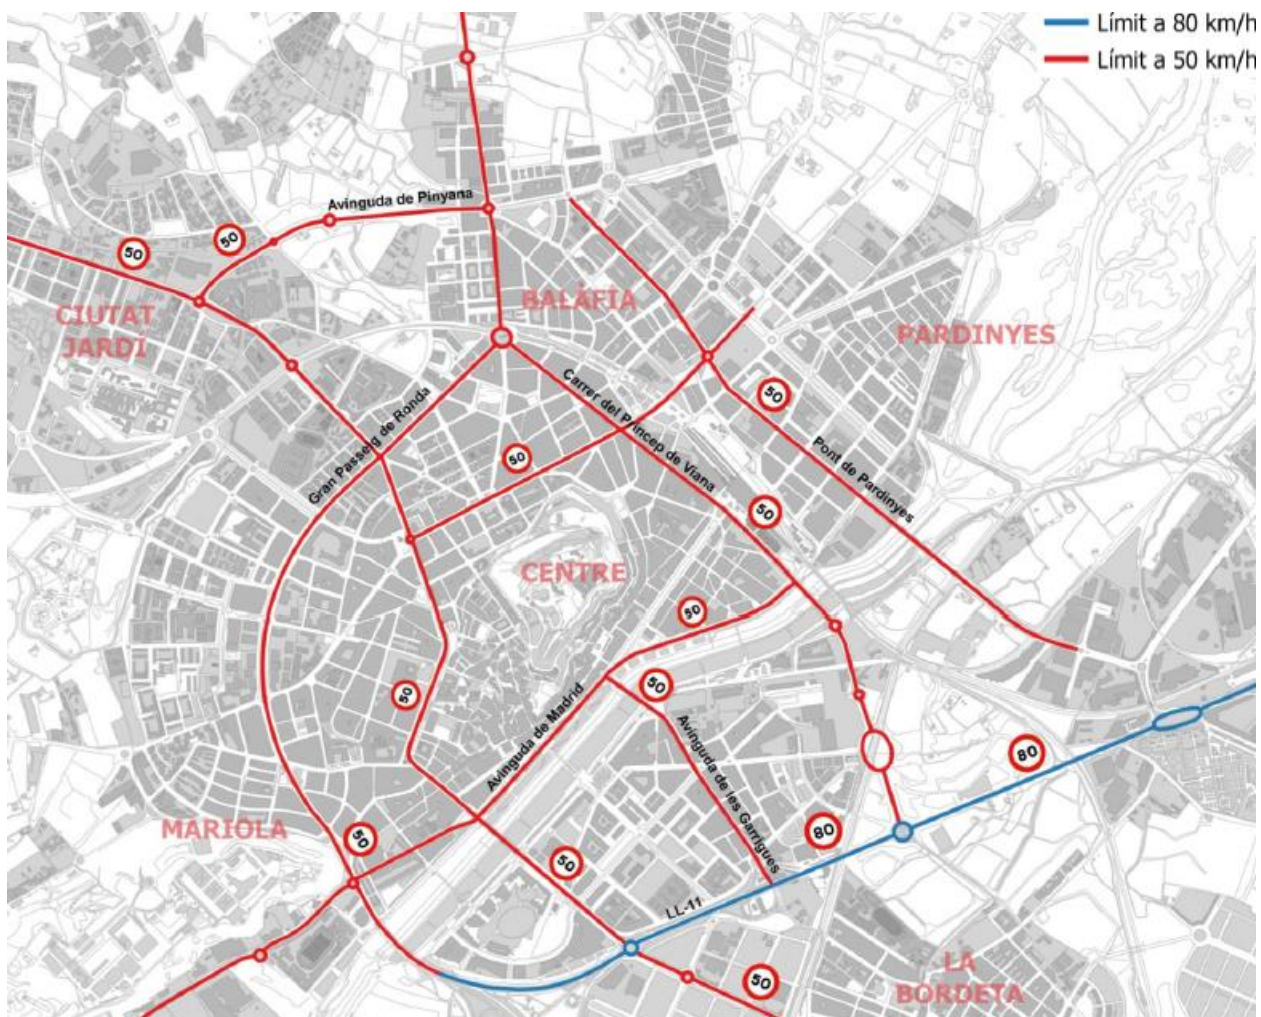 Límit a 80 km/h
Límit a 50 km/h
Avinguda de Pinyana
50
50
CIUTAT
JARDÍ
BALÀFIA
PARDINYES
Gran Passeig de Ronda
Carrer del Príncep de Viana
50
50
Pont de Pardinyes
50
CENTRE
50
50
50
Avinguda de Madrid
Avinguda de les Garrigues
80
80
MARIOLA
50
50
LL-11
50
LA
BORDETA